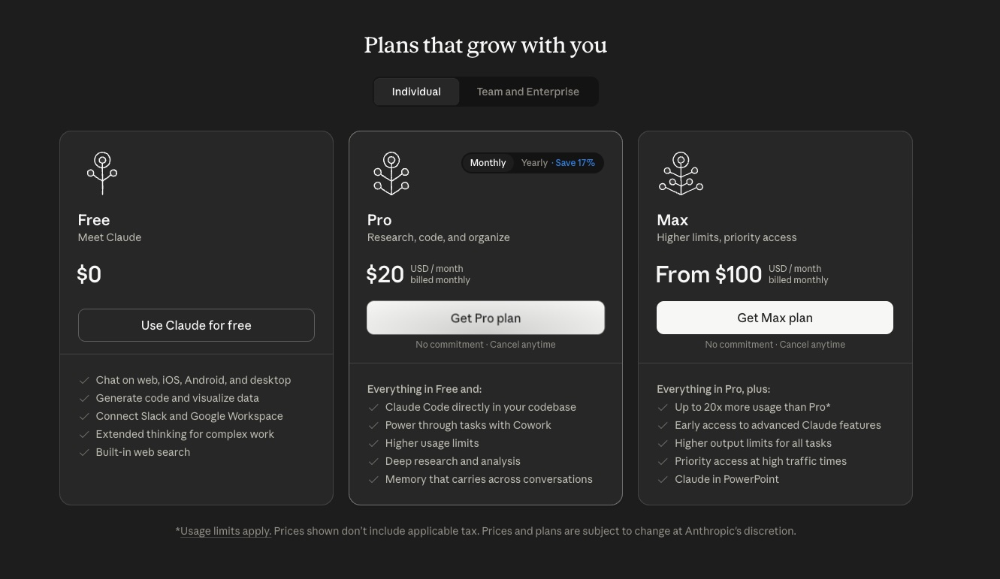 Plans that grow with you
Individual
Team and Enterprise
Free
Meet Claude
$0
Use Claude for free
Chat on web, iOS, Android, and desktop
Generate code and visualize data
Connect Slack and Google Workspace
Extended thinking for complex work
Built-in web search
Monthly
Yearly · Save 17%
Pro
Research, code, and organize
$20
USD / month
billed monthly
Get Pro plan
No commitment · Cancel anytime
Everything in Free and:
Claude Code directly in your codebase
Power through tasks with Cowork
Higher usage limits
Deep research and analysis
Memory that carries across conversations
Max
Higher limits, priority access
From $100
USD / month
billed monthly
Get Max plan
No commitment · Cancel anytime
Everything in Pro, plus:
Up to 20x more usage than Pro*
Early access to advanced Claude features
Higher output limits for all tasks
Priority access at high traffic times
Claude in PowerPoint
*Usage limits apply. Prices shown don't include applicable tax. Prices and plans are subject to change at Anthropic's discretion.